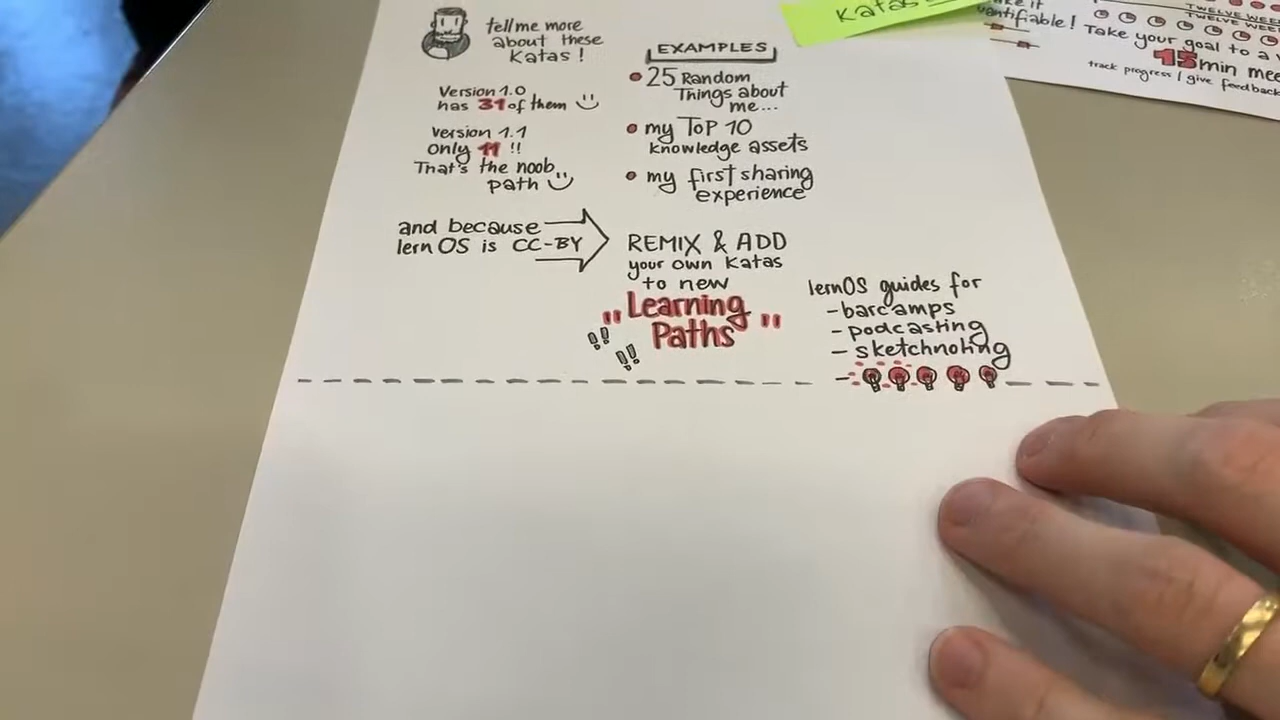 tell me more
about these
Katas !
Version 1.0
has 31 of them
Version 1.1
only 11 !!
That's the noob
path
EXAMPLES
25 Random
Things about
me...
my TOP 10
knowledge assets
my first sharing
experience
and because
lernOS is CC-BY
REMIX & ADD
your own Katas
to new
"Learning
Paths"
lernOS guides for
- barcamps
- podcasting
- sketchnoting
-
Katas
TWELVE WEE
TWELVE WEE
antifiable! Take your goal to a
15 min mee
track progress / give feedback